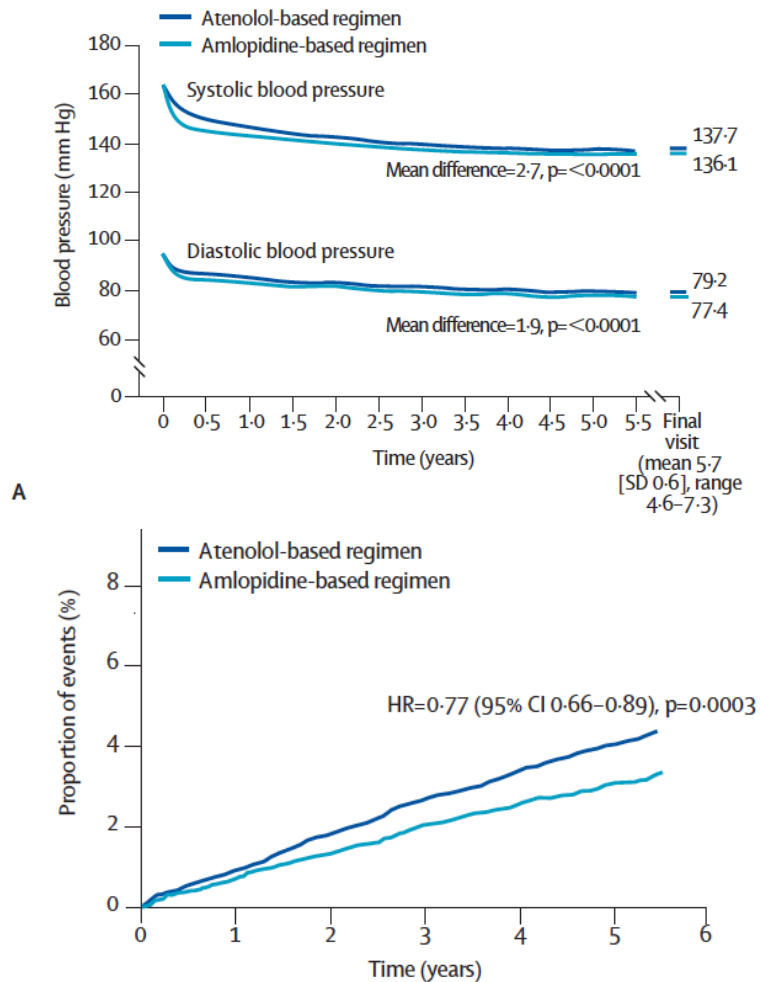 Atenolol-based regimen
Amlopidine-based regimen
180
160
140
120
100
80
60
0
Blood pressure (mm Hg)
Systolic blood pressure
Mean difference=2·7, p=<0·0001
137·7
136·1
Diastolic blood pressure
Mean difference=1·9, p=<0·0001
79·2
77·4
0 0·5 1·0 1·5 2·0 2·5 3·0 3·5 4·0 4·5 5·0 5·5 Final
visit
(mean 5·7
[SD 0·6], range
4·6–7·3)
Time (years)
A
Atenolol-based regimen
Amlopidine-based regimen
8
6
4
2
0
Proportion of events (%)
HR=0·77 (95% CI 0·66–0·89), p=0·0003
0 1 2 3 4 5 6
Time (years)